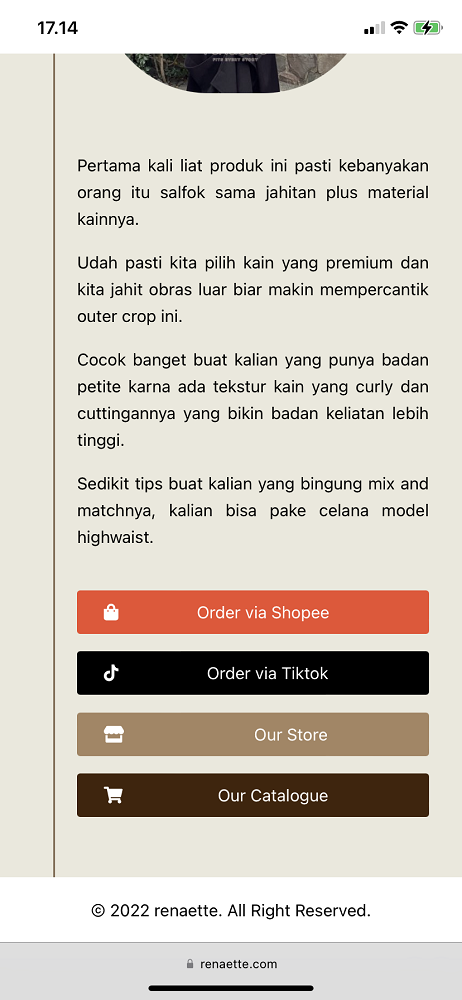 17.14
Pertama kali liat produk ini pasti kebanyakan
orang itu salfok sama jahitan plus material
kainnya.
Udah pasti kita pilih kain yang premium dan
kita jahit obras luar biar makin mempercantik
outer crop ini.
Cocok banget buat kalian yang punya badan
petite karna ada tekstur kain yang curly dan
cuttingannya yang bikin badan keliatan lebih
tinggi.
Sedikit tips buat kalian yang bingung mix and
matchnya, kalian bisa pake celana model
highwaist.
Order via Shopee
Order via Tiktok
Our Store
Our Catalogue
© 2022 renaette. All Right Reserved.
renaette.com